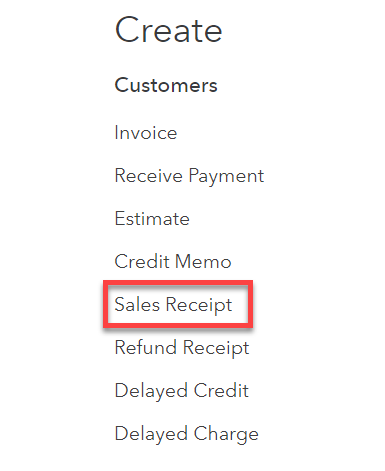 Create
Customers
Invoice
Receive Payment
Estimate
Credit Memo
Sales Receipt
Refund Receipt
Delayed Credit
Delayed Charge